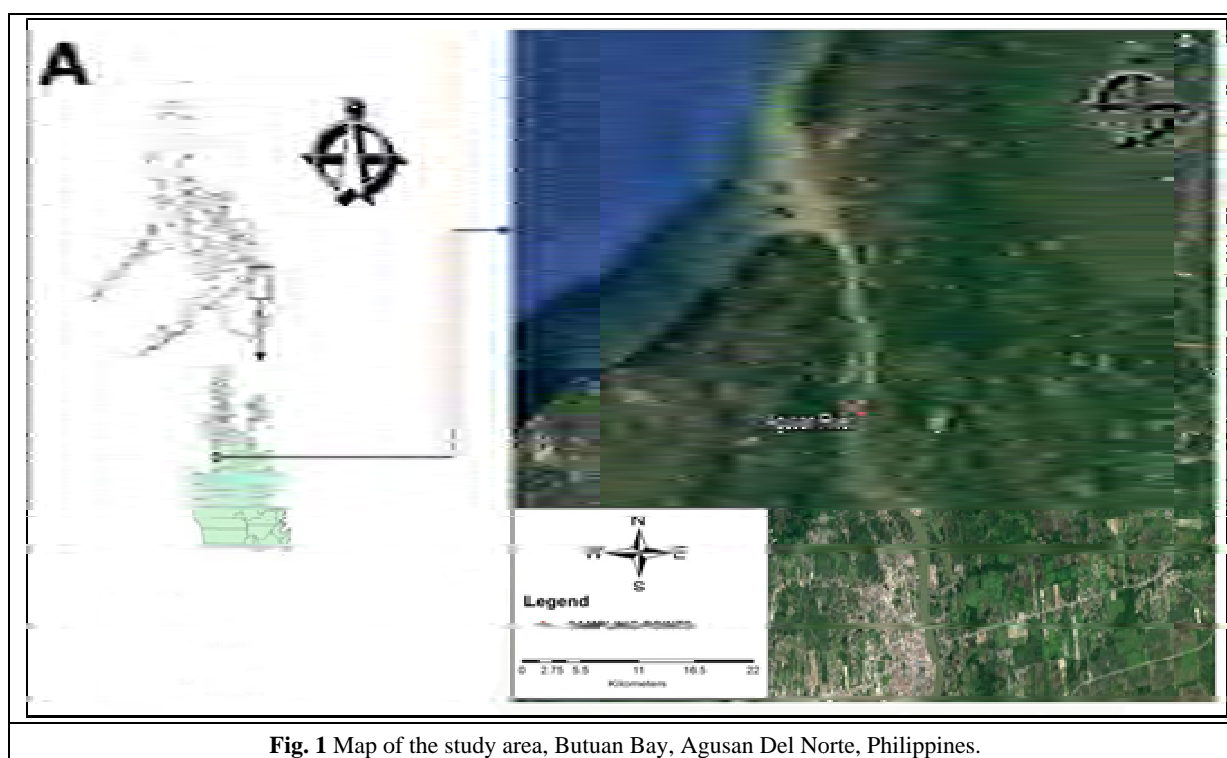 A
N
W E
S
Legend
0 2.75 5.5 11 16.5 22
Kilometers
Fig. 1 Map of the study area, Butuan Bay, Agusan Del Norte, Philippines.